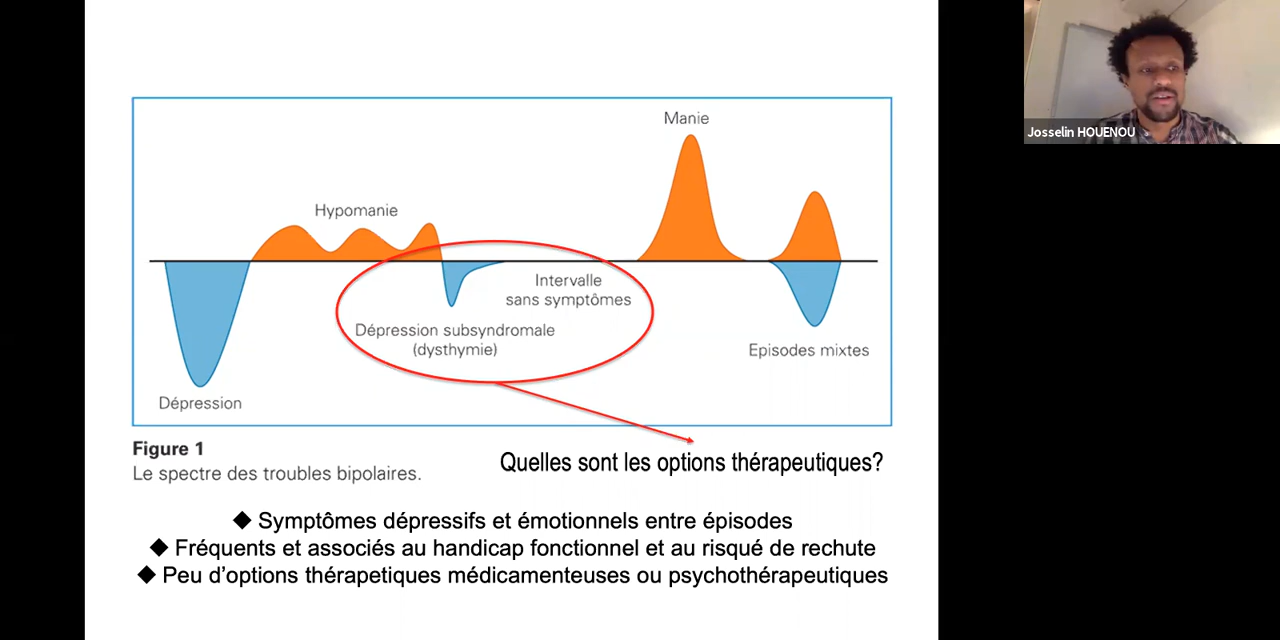 Josselin HOUENOU
Manie
Hypomanie
Intervalle
sans symptômes
Dépression subsyndromale
(dysthymie)
Episodes mixtes
Dépression
Figure 1
Le spectre des troubles bipolaires.
Quelles sont les options thérapeutiques?
◆ Symptômes dépressifs et émotionnels entre épisodes
◆ Fréquents et associés au handicap fonctionnel et au risqué de rechute
◆ Peu d’options thérapetiques médicamenteuses ou psychothérapeutiques